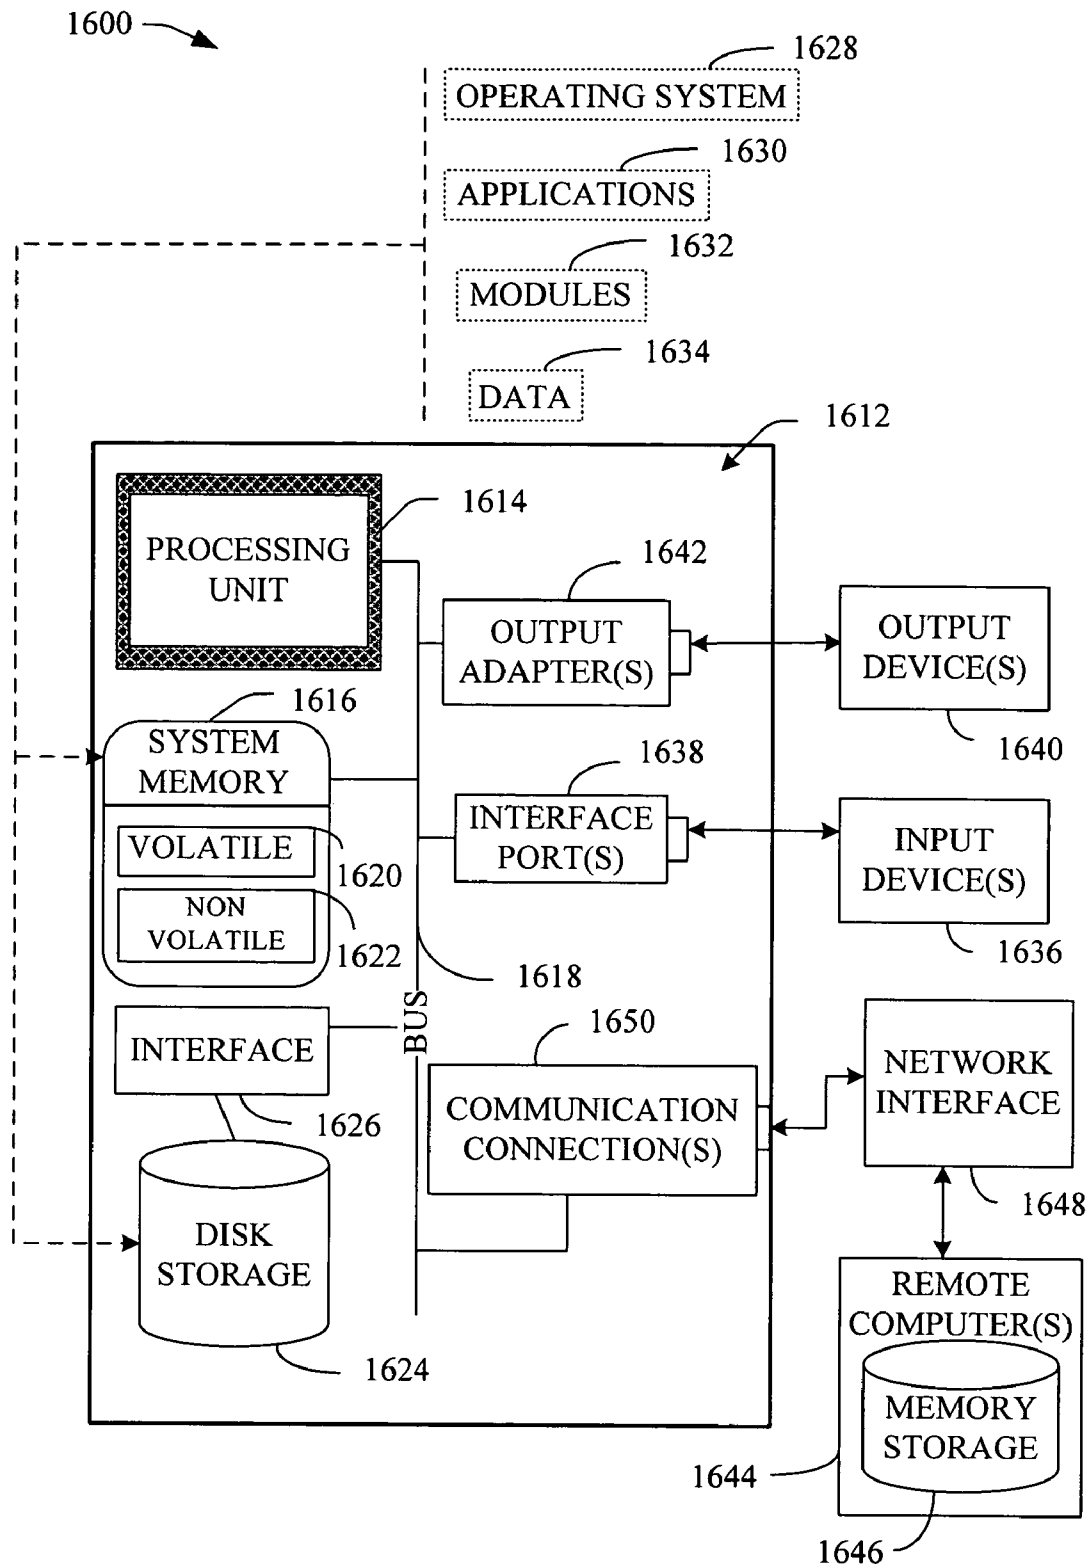 1600
1628
OPERATING SYSTEM
1630
APPLICATIONS
1632
MODULES
1634
DATA
1612
1614
PROCESSING
UNIT
1642
OUTPUT
ADAPTER(S)
OUTPUT
DEVICE(S)
1640
1616
SYSTEM
MEMORY
VOLATILE
1620
NON
VOLATILE
1622
1638
INTERFACE
PORT(S)
INPUT
DEVICE(S)
1636
1618
BUS
INTERFACE
1626
1650
COMMUNICATION
CONNECTION(S)
NETWORK
INTERFACE
1648
DISK
STORAGE
1624
REMOTE
COMPUTER(S)
MEMORY
STORAGE
1644
1646